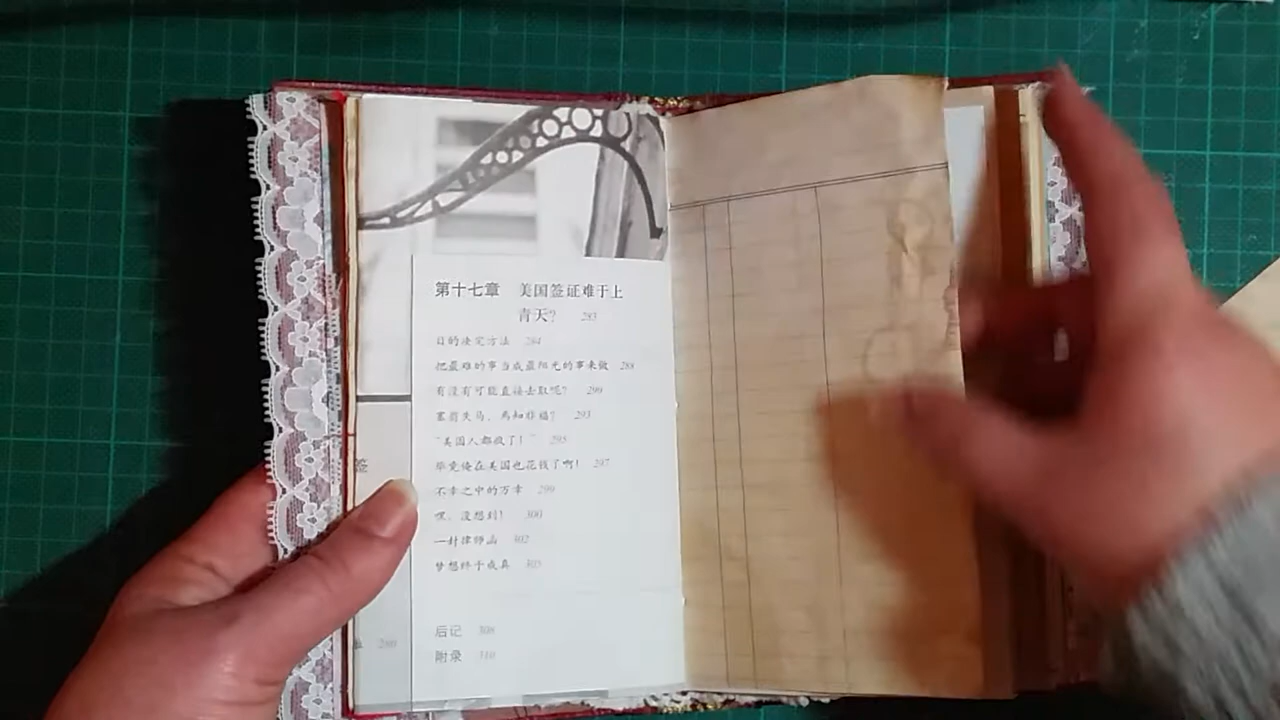 第十七章 美国签证难于上
青天? 283
目的决定方法 284
把最难的事当成最阳光的事来做 288
有没有可能直接去取呢? 290
塞翁失马,焉知非福? 293
“美国人都疯了!” 295
毕竟俺在美国也花钱了啊! 297
不幸之中的万幸 299
嘿,没想到! 300
一封律师函 302
梦想终于成真 305
后记 308
附录 310
签
280